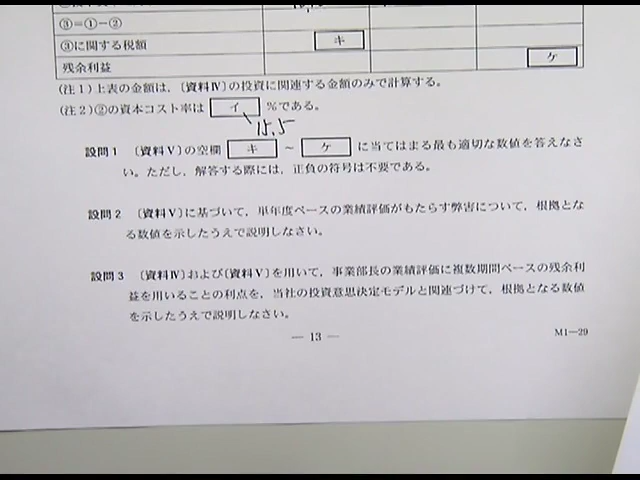 ③＝①－②
③に関する税額 キ
残余利益 ケ
（注１）上表の金額は，〔資料Ⅳ〕の投資に関連する金額のみで計算する。
（注２）②の資本コスト率は イ ％である。
15.5
設問１ 〔資料Ⅴ〕の空欄 キ ～ ケ に当てはまる最も適切な数値を答えなさ
い。ただし，解答する際には，正負の符号は不要である。
設問２ 〔資料Ⅴ〕に基づいて，単年度ベースの業績評価がもたらす弊害について，根拠とな
る数値を示したうえで説明しなさい。
設問３ 〔資料Ⅳ〕および〔資料Ⅴ〕を用いて，事業部長の業績評価に複数期間ベースの残余利
益を用いることの利点を，当社の投資意思決定モデルと関連づけて，根拠となる数値
を示したうえで説明しなさい。
― 13 ―
M1―29